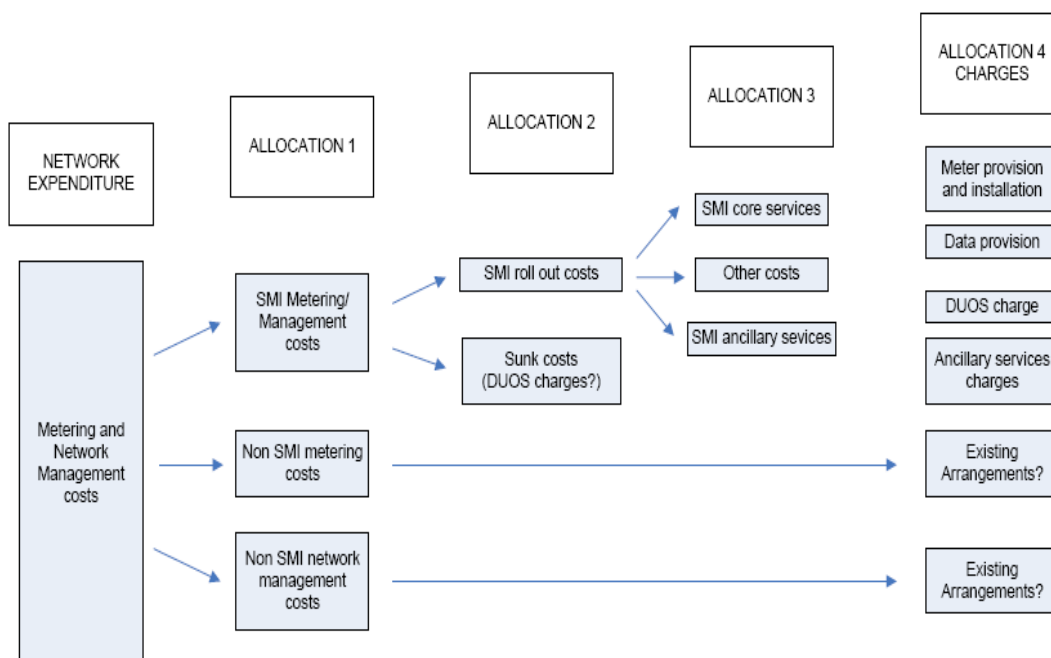 NETWORK
EXPENDITURE
ALLOCATION 1
ALLOCATION 2
ALLOCATION 3
ALLOCATION 4
CHARGES
Metering and
Network
Management
costs
SMI Metering/
Management
costs
Non SMI metering
costs
Non SMI network
management
costs
SMI roll out costs
Sunk costs
(DUOS charges?)
SMI core services
Other costs
SMI ancillary sevices
Meter provision
and installation
Data provision
DUOS charge
Ancillary services
charges
Existing
Arrangements?
Existing
Arrangements?